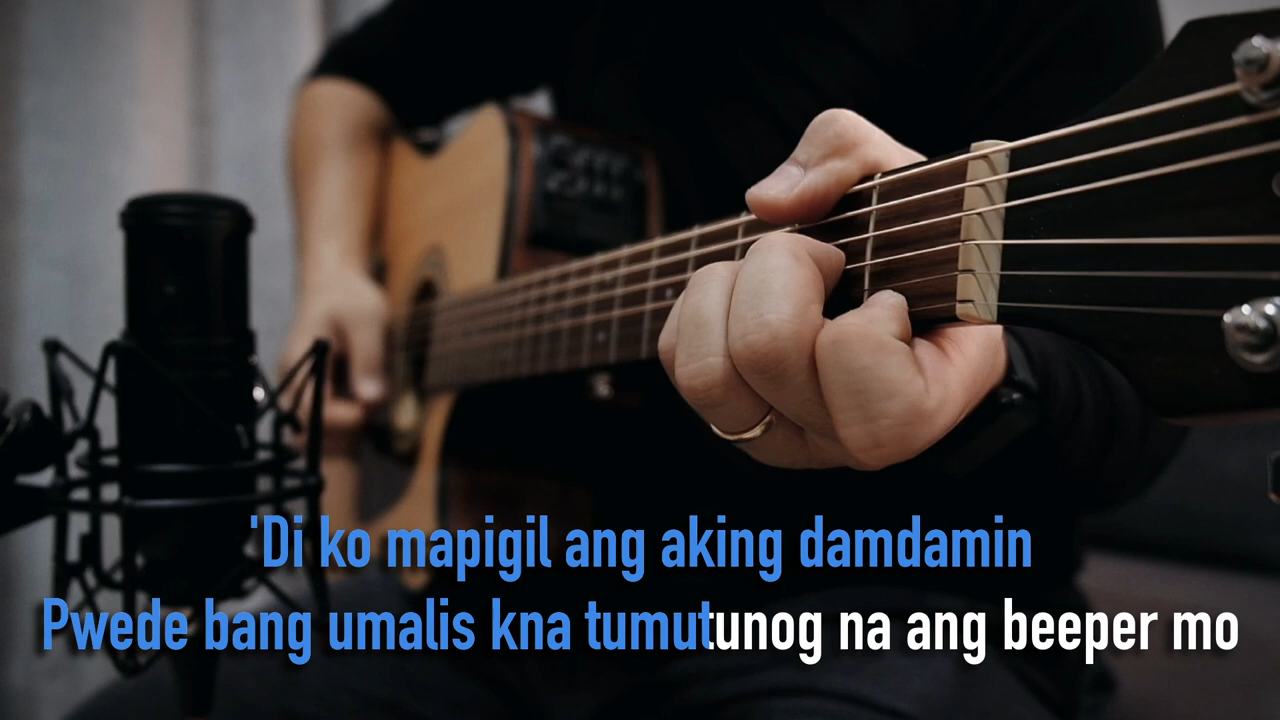 'Di ko mapigil ang aking damdamin
Pwede bang umalis kna tumutunog na ang beeper mo